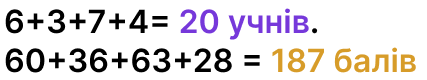 6+3+7+4= 20 учнів.
60+36+63+28 = 187 балів